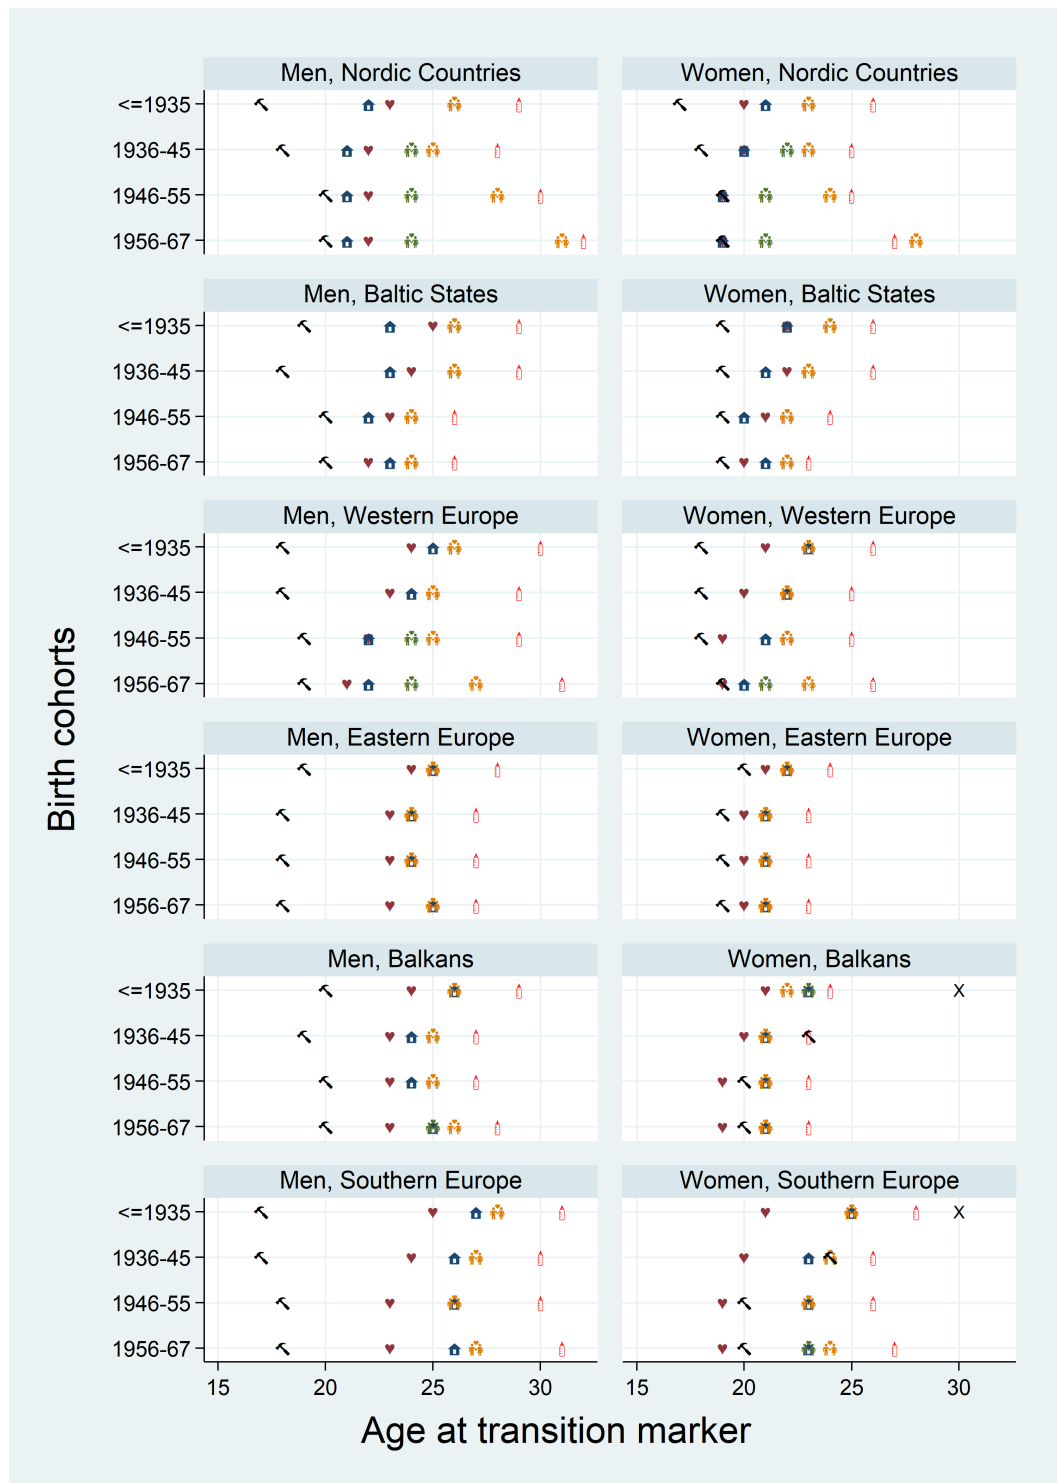 Men, Nordic Countries
Women, Nordic Countries
<=1935
1936-45
1946-55
1956-67
Men, Baltic States
Women, Baltic States
<=1935
1936-45
1946-55
1956-67
Men, Western Europe
Women, Western Europe
<=1935
1936-45
1946-55
1956-67
Men, Eastern Europe
Women, Eastern Europe
<=1935
1936-45
1946-55
1956-67
Men, Balkans
Women, Balkans
<=1935
X
1936-45
1946-55
1956-67
Men, Southern Europe
Women, Southern Europe
<=1935
X
1936-45
1946-55
1956-67
15 20 25 30
15 20 25 30
Birth cohorts
Age at transition marker